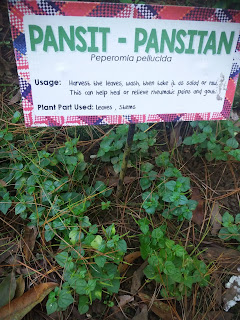 PANSIT - PANSITAN
Peperomia pellucida
Usage: Harvest the leaves, wash, then take it as salad or raw.
This can help heal or relieve rheumatic pains and gout.
Plant Part Used: Leaves, Stems